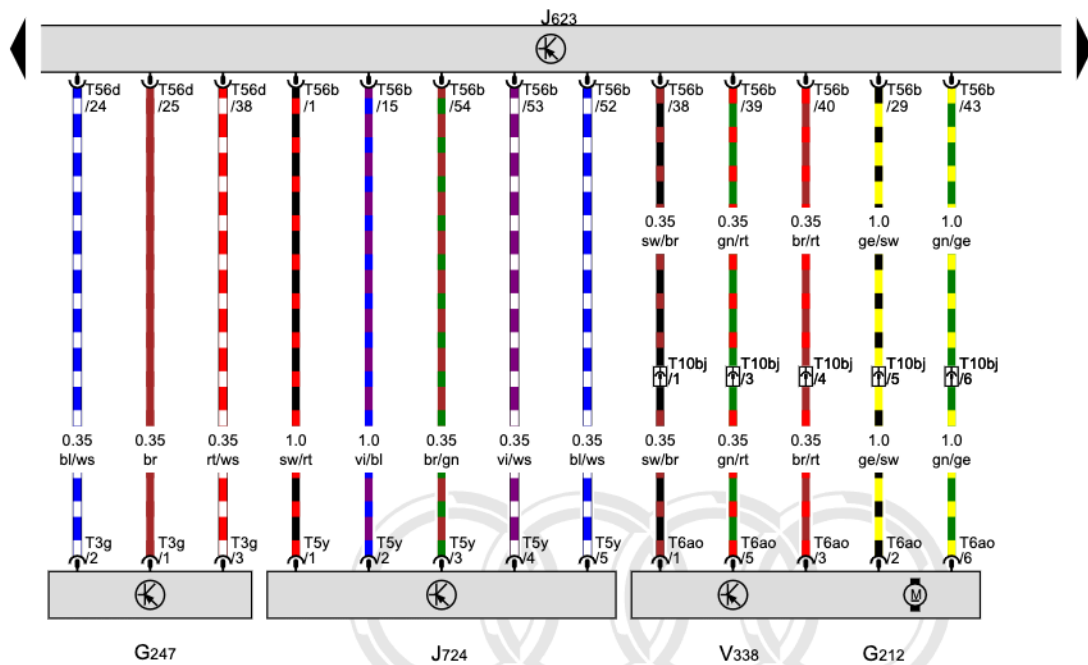 J623
T56d T56d T56d T56b T56b T56b T56b T56b T56b T56b T56b T56b T56b
/24 /25 /38 /1 /15 /54 /53 /52 /38 /39 /40 /29 /43
0.35 0.35 0.35 1.0 1.0
sw/br gn/rt br/rt ge/sw gn/ge
T10bj T10bj T10bj T10bj T10bj
/1 /3 /4 /5 /6
0.35 0.35 0.35 1.0 1.0 0.35 0.35 0.35 0.35 0.35 0.35 1.0 1.0
bl/ws br rt/ws sw/rt vi/bl br/gn vi/ws bl/ws sw/br gn/rt br/rt ge/sw gn/ge
T3g T3g T3g T5y T5y T5y T5y T5y T6ao T6ao T6ao T6ao T6ao
/2 /1 /3 /1 /2 /3 /4 /5 /1 /5 /3 /2 /6
M
G247 J724 V338 G212